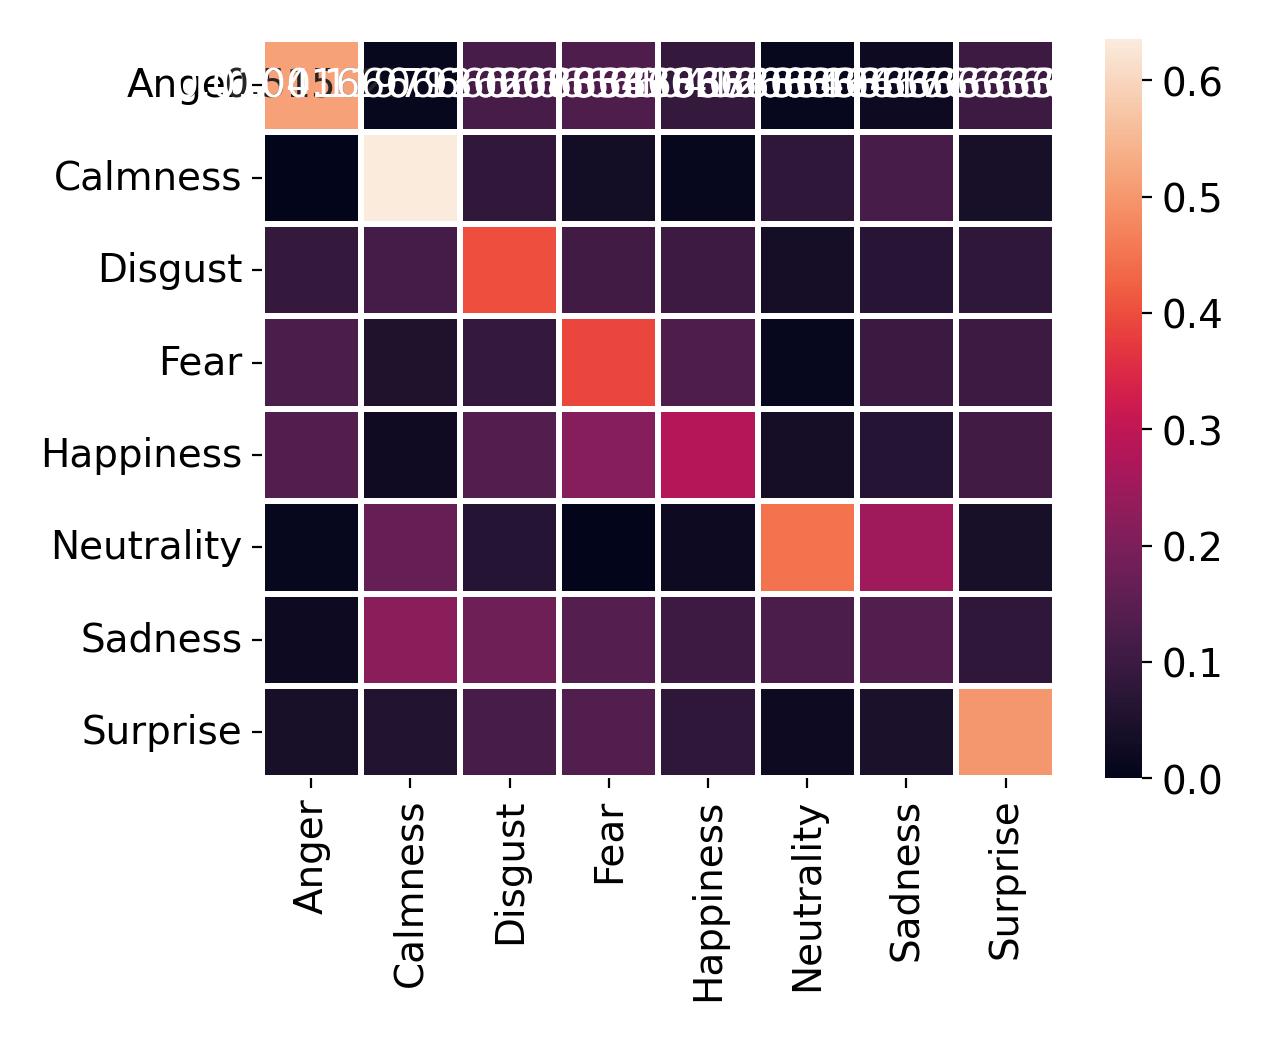 Anger
0.6
Calmness
0.5
Disgust
0.4
Fear
Happiness
0.3
Neutrality
0.2
Sadness
0.1
Surprise
0.0
Anger
Calmness
Disgust
Fear
Happiness
Neutrality
Sadness
Surprise